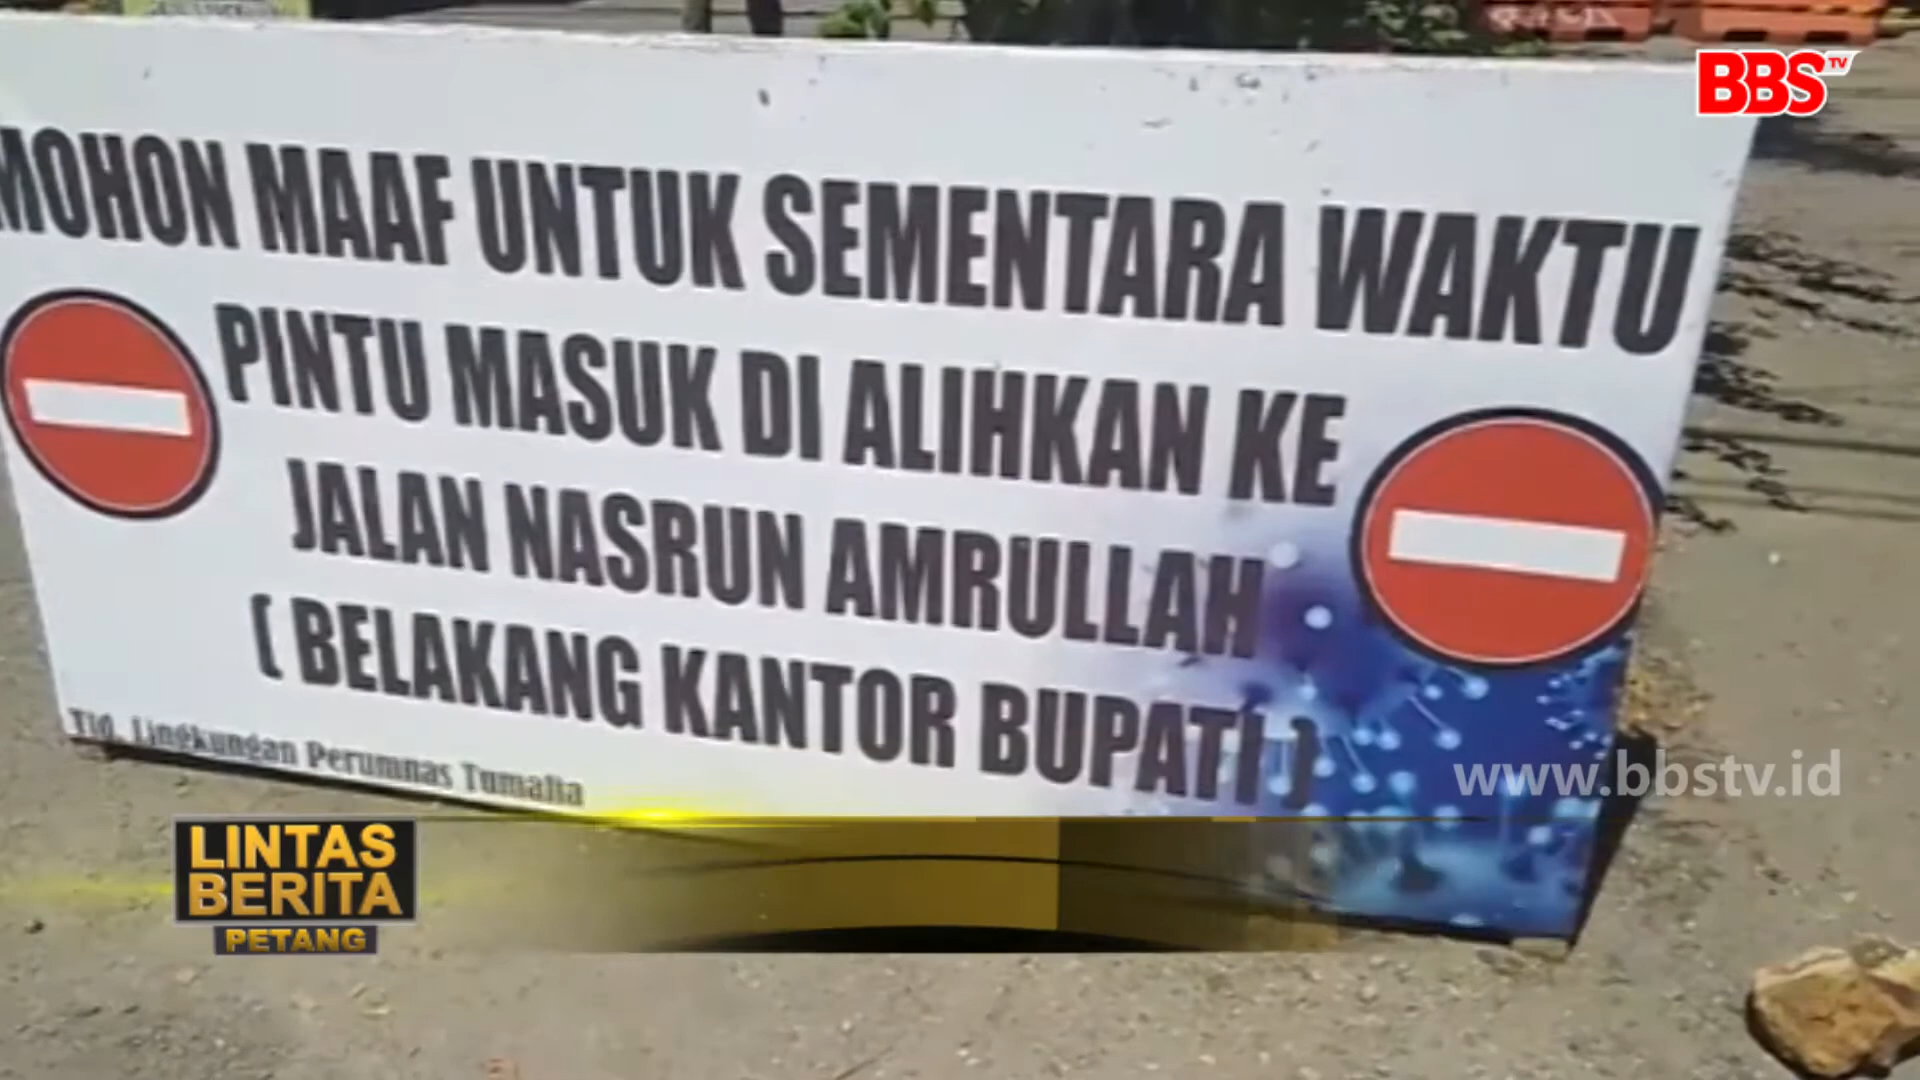 BBS TV
MOHON MAAF UNTUK SEMENTARA WAKTU
PINTU MASUK DI ALIHKAN KE
JALAN NASRUN AMRULLAH
( BELAKANG KANTOR BUPATI )
Ttd. Lingkungan Perumnas Tumalia
www.bbstv.id
LINTAS
BERITA
PETANG